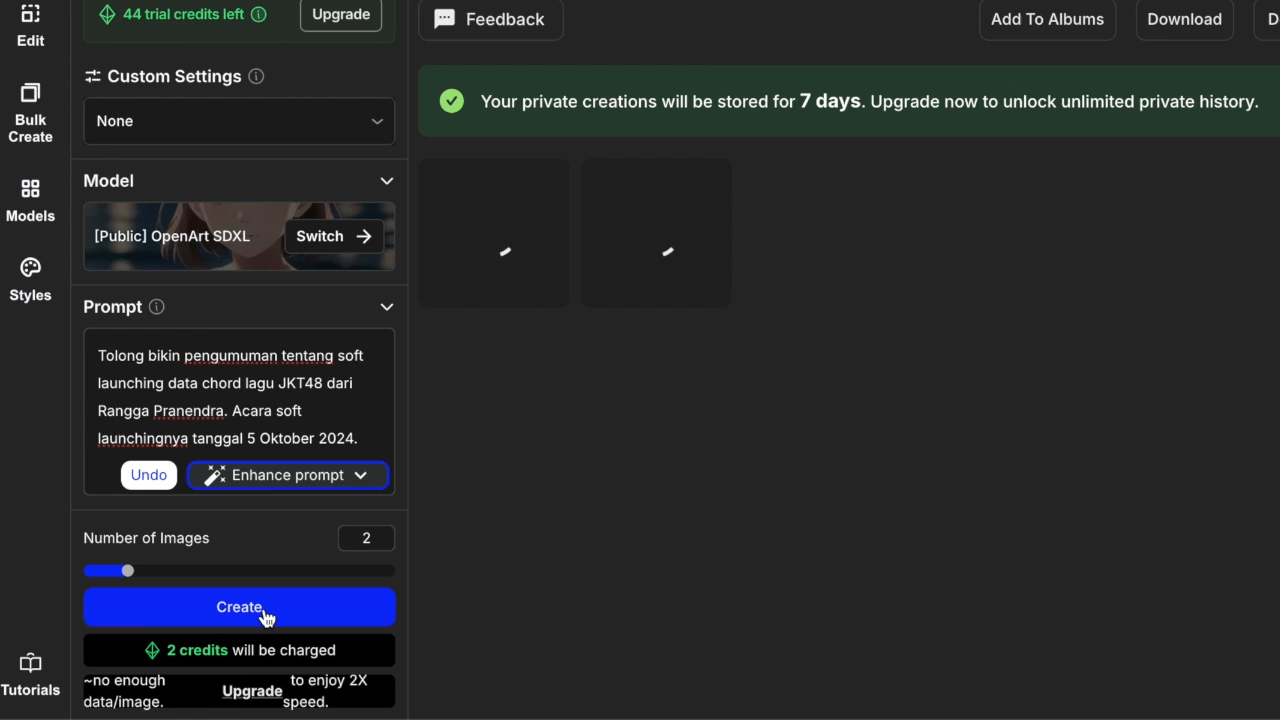 Edit
Bulk
Create
Models
Styles
Tutorials
44 trial credits left
Upgrade
Custom Settings
None
Model
[Public] OpenArt SDXL
Switch
Prompt
Tolong bikin pengumuman tentang soft
launching data chord lagu JKT48 dari
Rangga Pranendra. Acara soft
launchingnya tanggal 5 Oktober 2024.
Undo
Enhance prompt
Number of Images
2
Create
2 credits will be charged
~no enough
data/image.
Upgrade
to enjoy 2X
speed.
Feedback
Add To Albums
Download
D
Your private creations will be stored for 7 days. Upgrade now to unlock unlimited private history.